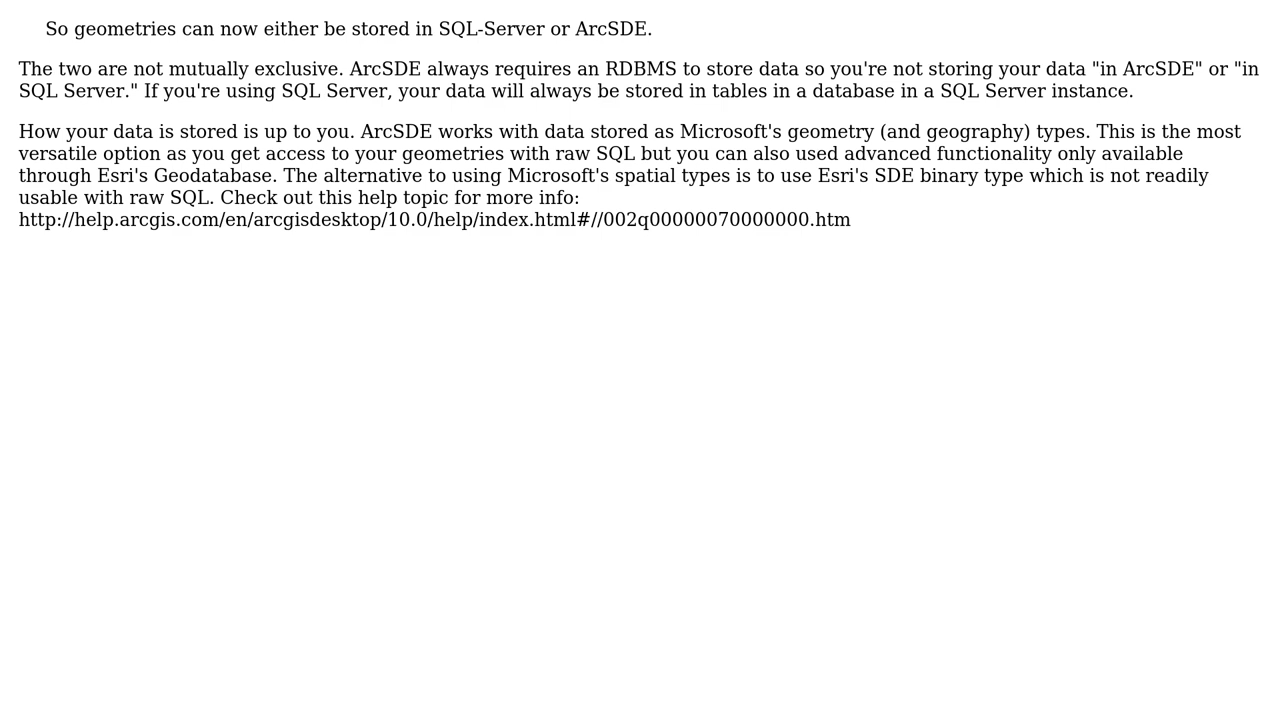 So geometries can now either be stored in SQL-Server or ArcSDE.
The two are not mutually exclusive. ArcSDE always requires an RDBMS to store data so you're not storing your data "in ArcSDE" or "in
SQL Server." If you're using SQL Server, your data will always be stored in tables in a database in a SQL Server instance.
How your data is stored is up to you. ArcSDE works with data stored as Microsoft's geometry (and geography) types. This is the most
versatile option as you get access to your geometries with raw SQL but you can also used advanced functionality only available
through Esri's Geodatabase. The alternative to using Microsoft's spatial types is to use Esri's SDE binary type which is not readily
usable with raw SQL. Check out this help topic for more info:
http://help.arcgis.com/en/arcgisdesktop/10.0/help/index.html#//002q00000070000000.htm